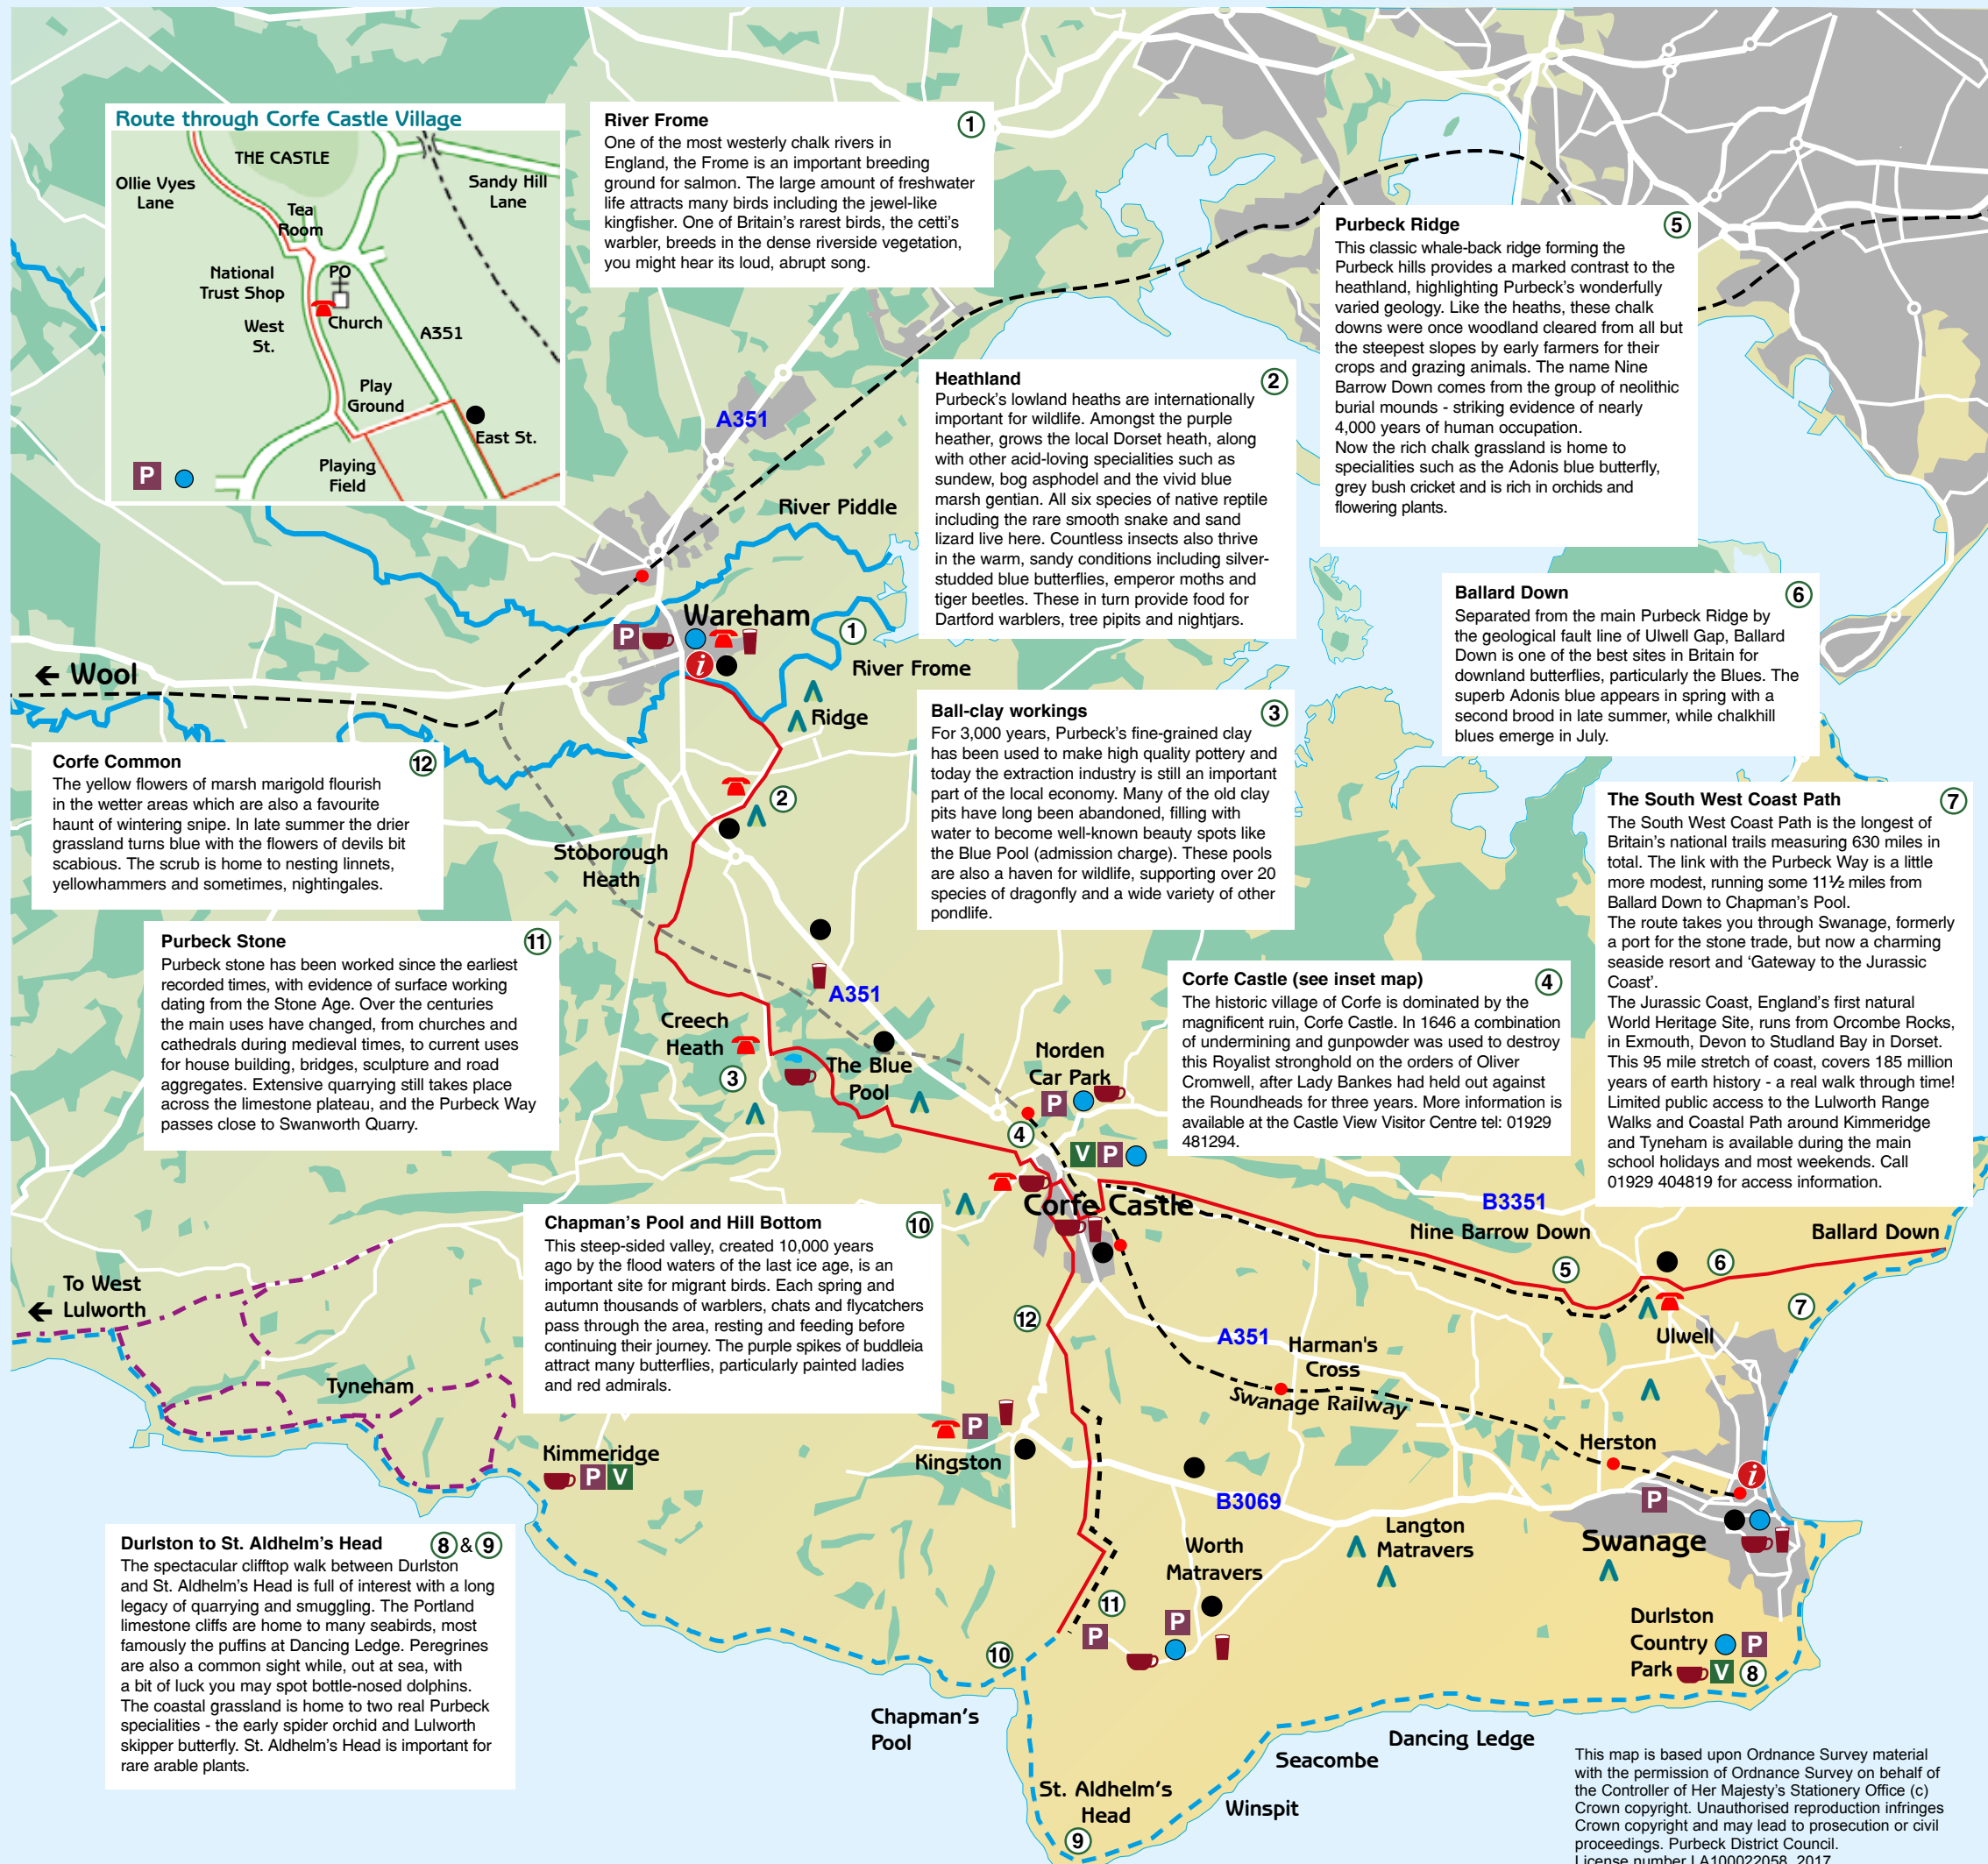 Route through Corfe Castle Village
THE CASTLE
Ollie Vyes
Lane
Sandy Hill
Lane
Tea
Room
National
Trust Shop
PO
Church
West
St.
A351
Play
Ground
East St.
Playing
Field
P
River Frome
1
One of the most westerly chalk rivers in
England, the Frome is an important breeding
ground for salmon. The large amount of freshwater
life attracts many birds including the jewel-like
kingfisher. One of Britain's rarest birds, the cetti's
warbler, breeds in the dense riverside vegetation,
you might hear its loud, abrupt song.
Heathland
2
Purbeck's lowland heaths are internationally
important for wildlife. Amongst the purple
heather, grows the local Dorset heath, along
with other acid-loving specialities such as
sundew, bog asphodel and the vivid blue
marsh gentian. All six species of native reptile
including the rare smooth snake and sand
lizard live here. Countless insects also thrive
in the warm, sandy conditions including silver-
studded blue butterflies, emperor moths and
tiger beetles. These in turn provide food for
Dartford warblers, tree pipits and nightjars.
Purbeck Ridge
5
This classic whale-back ridge forming the
Purbeck hills provides a marked contrast to the
heathland, highlighting Purbeck's wonderfully
varied geology. Like the heaths, these chalk
downs were once woodland cleared from all but
the steepest slopes by early farmers for their
crops and grazing animals. The name Nine
Barrow Down comes from the group of neolithic
burial mounds - striking evidence of nearly
4,000 years of human occupation.
Now the rich chalk grassland is home to
specialities such as the Adonis blue butterfly,
grey bush cricket and is rich in orchids and
flowering plants.
Ballard Down
6
Separated from the main Purbeck Ridge by
the geological fault line of Ulwell Gap, Ballard
Down is one of the best sites in Britain for
downland butterflies, particularly the Blues. The
superb Adonis blue appears in spring with a
second brood in late summer, while chalkhill
blues emerge in July.
Ball-clay workings
3
For 3,000 years, Purbeck's fine-grained clay
has been used to make high quality pottery and
today the extraction industry is still an important
part of the local economy. Many of the old clay
pits have long been abandoned, filling with
water to become well-known beauty spots like
the Blue Pool (admission charge). These pools
are also a haven for wildlife, supporting over 20
species of dragonfly and a wide variety of other
pondlife.
The South West Coast Path
7
The South West Coast Path is the longest of
Britain's national trails measuring 630 miles in
total. The link with the Purbeck Way is a little
more modest, running some 11½ miles from
Ballard Down to Chapman's Pool.
The route takes you through Swanage, formerly
a port for the stone trade, but now a charming
seaside resort and 'Gateway to the Jurassic
Coast'.
The Jurassic Coast, England's first natural
World Heritage Site, runs from Orcombe Rocks,
in Exmouth, Devon to Studland Bay in Dorset.
This 95 mile stretch of coast, covers 185 million
years of earth history - a real walk through time!
Limited public access to the Lulworth Range
Walks and Coastal Path around Kimmeridge
and Tyneham is available during the main
school holidays and most weekends. Call
01929 404819 for access information.
Corfe Castle (see inset map)
4
The historic village of Corfe is dominated by the
magnificent ruin, Corfe Castle. In 1646 a combination
of undermining and gunpowder was used to destroy
this Royalist stronghold on the orders of Oliver
Cromwell, after Lady Bankes had held out against
the Roundheads for three years. More information is
available at the Castle View Visitor Centre tel: 01929
481294.
Corfe Common
12
The yellow flowers of marsh marigold flourish
in the wetter areas which are also a favourite
haunt of wintering snipe. In late summer the drier
grassland turns blue with the flowers of devils bit
scabious. The scrub is home to nesting linnets,
yellowhammers and sometimes, nightingales.
Purbeck Stone
11
Purbeck stone has been worked since the earliest
recorded times, with evidence of surface working
dating from the Stone Age. Over the centuries
the main uses have changed, from churches and
cathedrals during medieval times, to current uses
for house building, bridges, sculpture and road
aggregates. Extensive quarrying still takes place
across the limestone plateau, and the Purbeck Way
passes close to Swanworth Quarry.
Chapman's Pool and Hill Bottom
10
This steep-sided valley, created 10,000 years
ago by the flood waters of the last ice age, is an
important site for migrant birds. Each spring and
autumn thousands of warblers, chats and flycatchers
pass through the area, resting and feeding before
continuing their journey. The purple spikes of buddleia
attract many butterflies, particularly painted ladies
and red admirals.
Durlston to St. Aldhelm's Head
8 & 9
The spectacular clifftop walk between Durlston
and St. Aldhelm's Head is full of interest with a long
legacy of quarrying and smuggling. The Portland
limestone cliffs are home to many seabirds, most
famously the puffins at Dancing Ledge. Peregrines
are also a common sight while, out at sea, with
a bit of luck you may spot bottle-nosed dolphins.
The coastal grassland is home to two real Purbeck
specialities - the early spider orchid and Lulworth
skipper butterfly. St. Aldhelm's Head is important for
rare arable plants.
A351
River Piddle
Wareham
P
i
1
River Frome
← Wool
Ridge
2
Stoborough
Heath
A351
Creech
Heath
3
The Blue
Pool
Norden
Car Park
P
4
V P
Corfe Castle
B3351
Nine Barrow Down
Ballard Down
5
6
7
Ulwell
To West
← Lulworth
Tyneham
12
A351
Harman's
Cross
Swanage Railway
Herston
Kimmeridge
P V
P
Kingston
B3069
i
P
Swanage
Langton
Matravers
Worth
Matravers
11
P
P
10
Durlston
Country P
Park V 8
Chapman's
Pool
Dancing Ledge
Seacombe
Winspit
St. Aldhelm's
Head
9
This map is based upon Ordnance Survey material
with the permission of Ordnance Survey on behalf of
the Controller of Her Majesty's Stationery Office (c)
Crown copyright. Unauthorised reproduction infringes
Crown copyright and may lead to prosecution or civil
proceedings. Purbeck District Council.
License number LA100022058, 2017